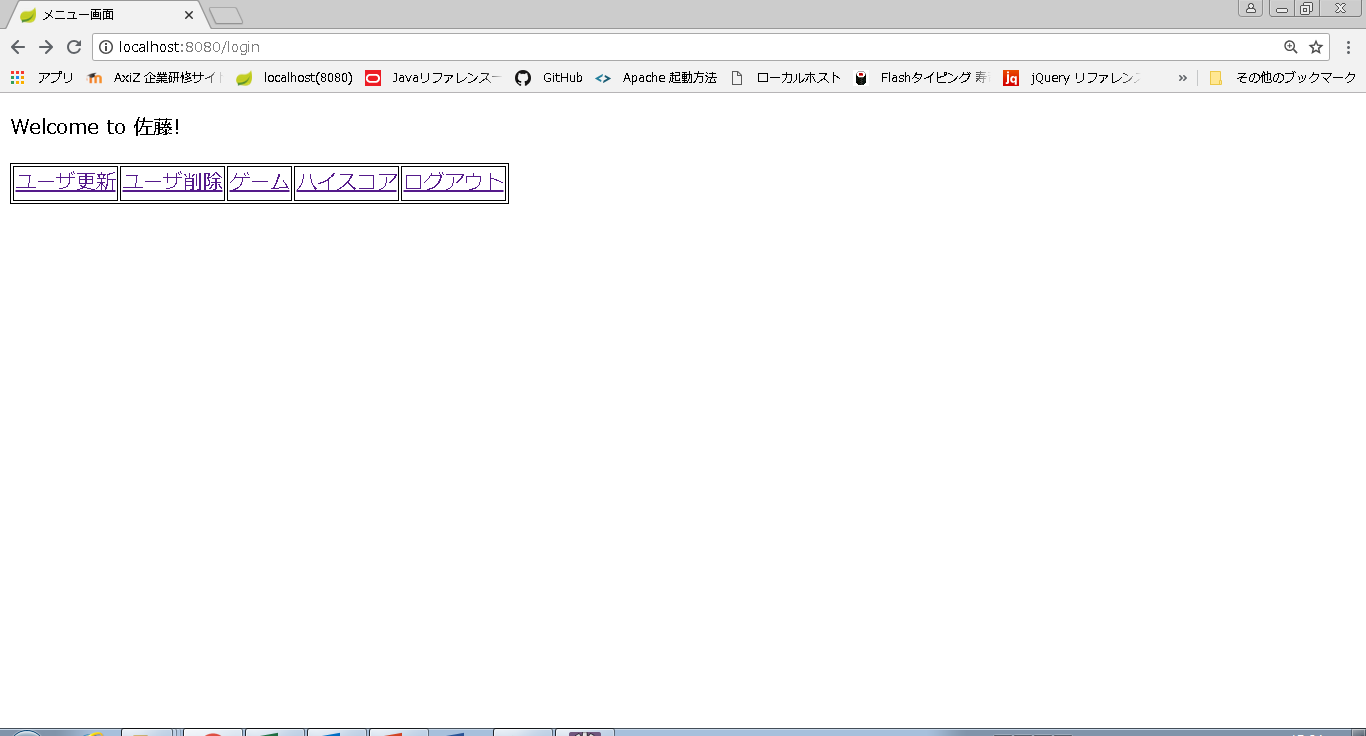 メニュー画面
localhost:8080/login
アプリ AxiZ 企業研修サイ localhost(8080) Javaリファレンス GitHub Apache 起動方法 ローカルホスト Flashタイピング 寿 jq jQuery リファレン » その他のブックマーク
Welcome to 佐藤!
ユーザ更新 ユーザ削除 ゲーム ハイスコア ログアウト